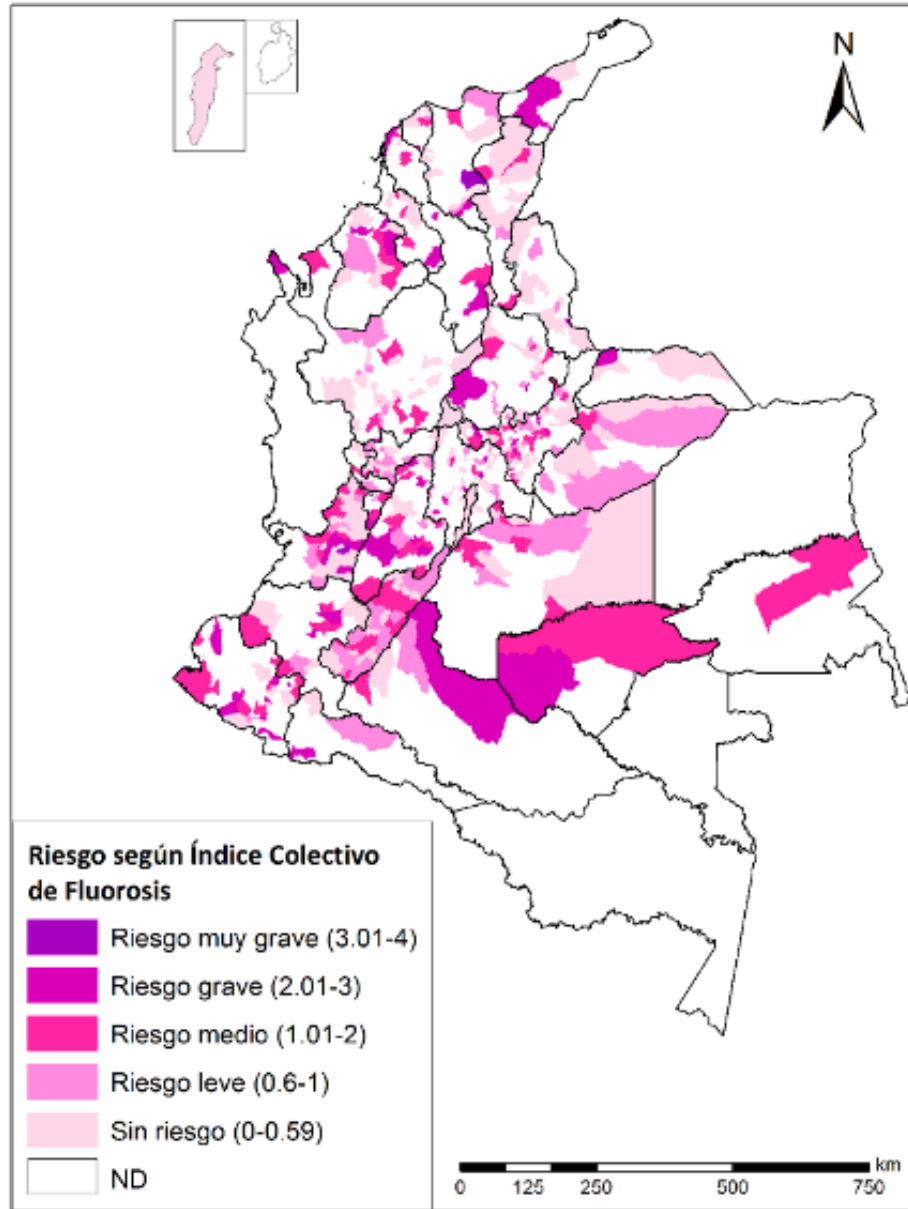 N
Riesgo según Índice Colectivo
de Fluorosis
Riesgo muy grave (3.01-4)
Riesgo grave (2.01-3)
Riesgo medio (1.01-2)
Riesgo leve (0.6-1)
Sin riesgo (0-0.59)
ND
km
0 125 250 500 750